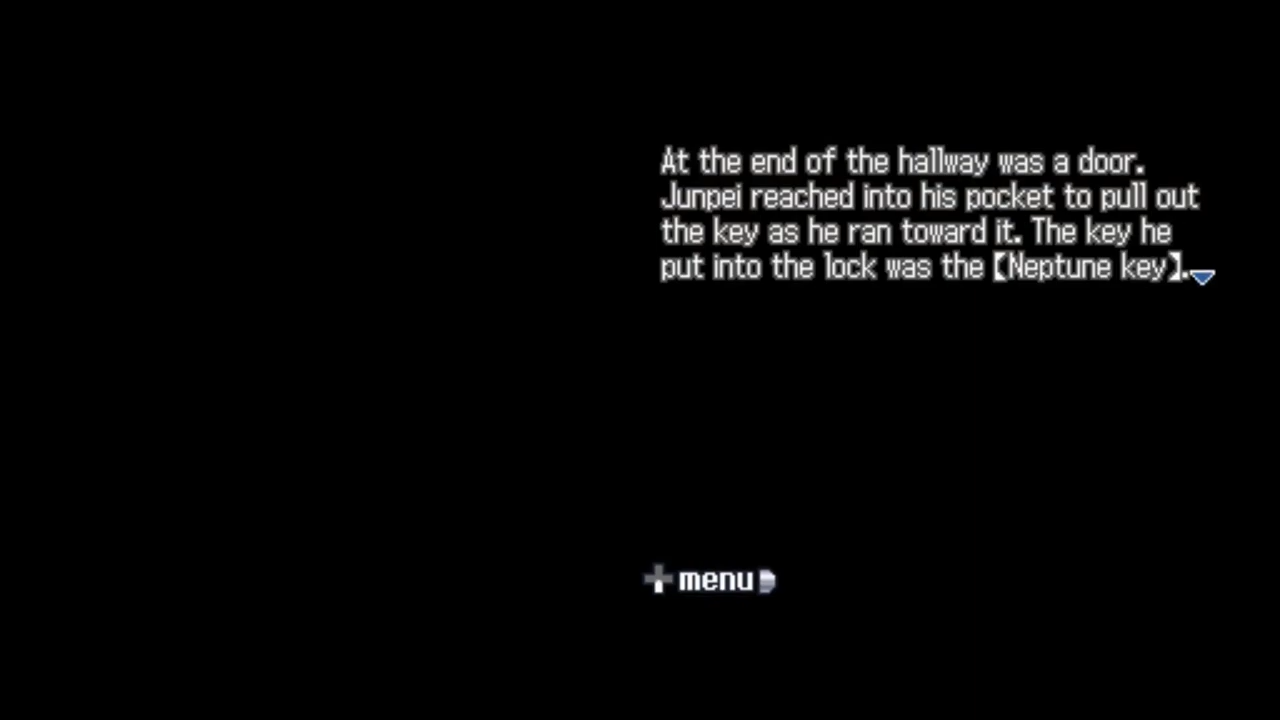 At the end of the hallway was a door.
Junpei reached into his pocket to pull out
the key as he ran toward it. The key he
put into the lock was the 【Neptune key】.
menu